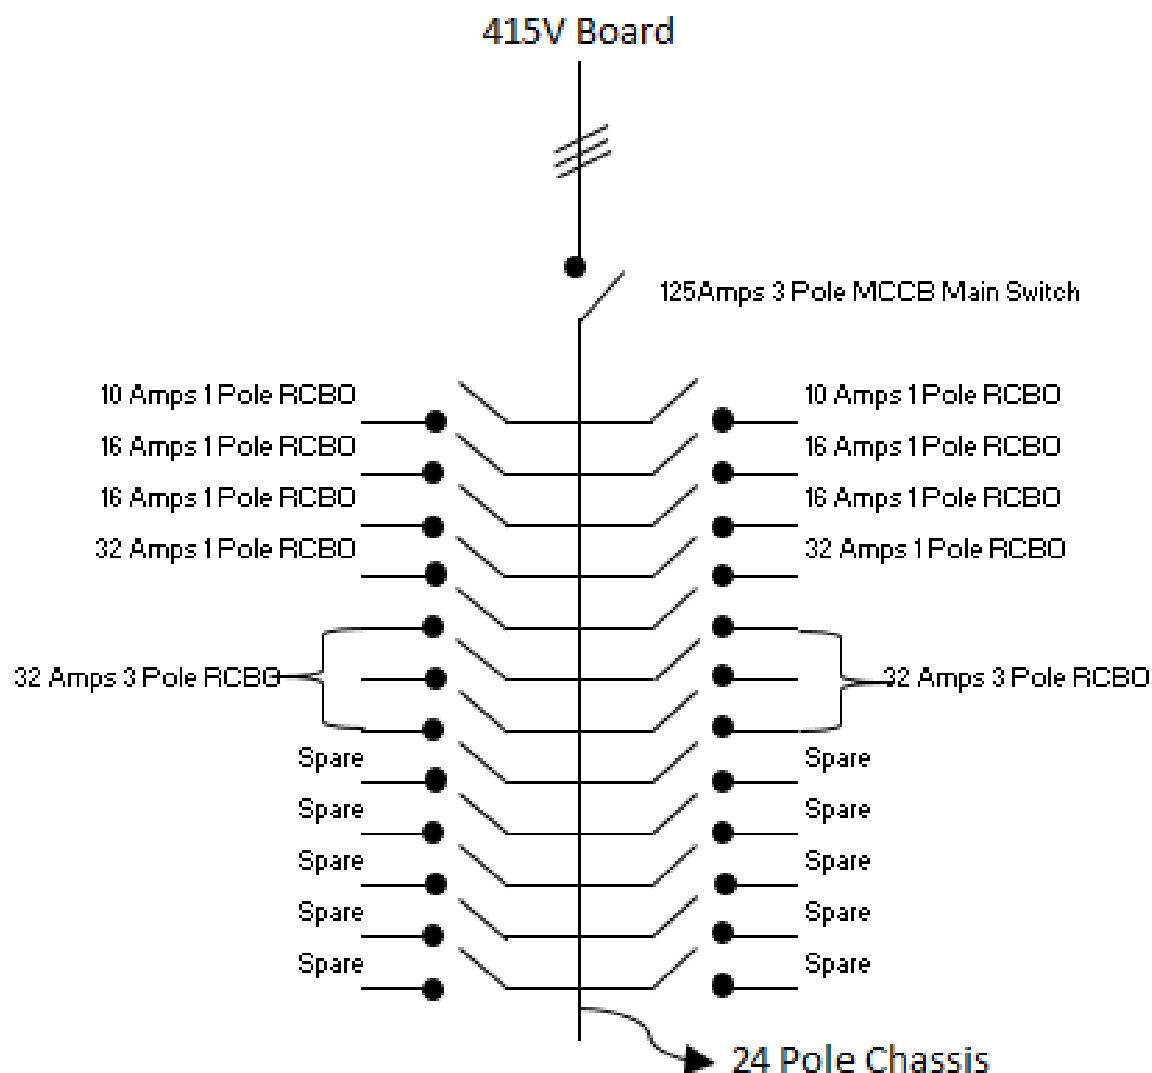 415V Board
125Amps 3 Pole MCCB Main Switch
10 Amps 1 Pole RCBO
10 Amps 1 Pole RCBO
16 Amps 1 Pole RCBO
16 Amps 1 Pole RCBO
16 Amps 1 Pole RCBO
16 Amps 1 Pole RCBO
32 Amps 1 Pole RCBO
32 Amps 1 Pole RCBO
32 Amps 3 Pole RCBO
32 Amps 3 Pole RCBO
Spare
Spare
Spare
Spare
Spare
Spare
Spare
Spare
Spare
Spare
24 Pole Chassis